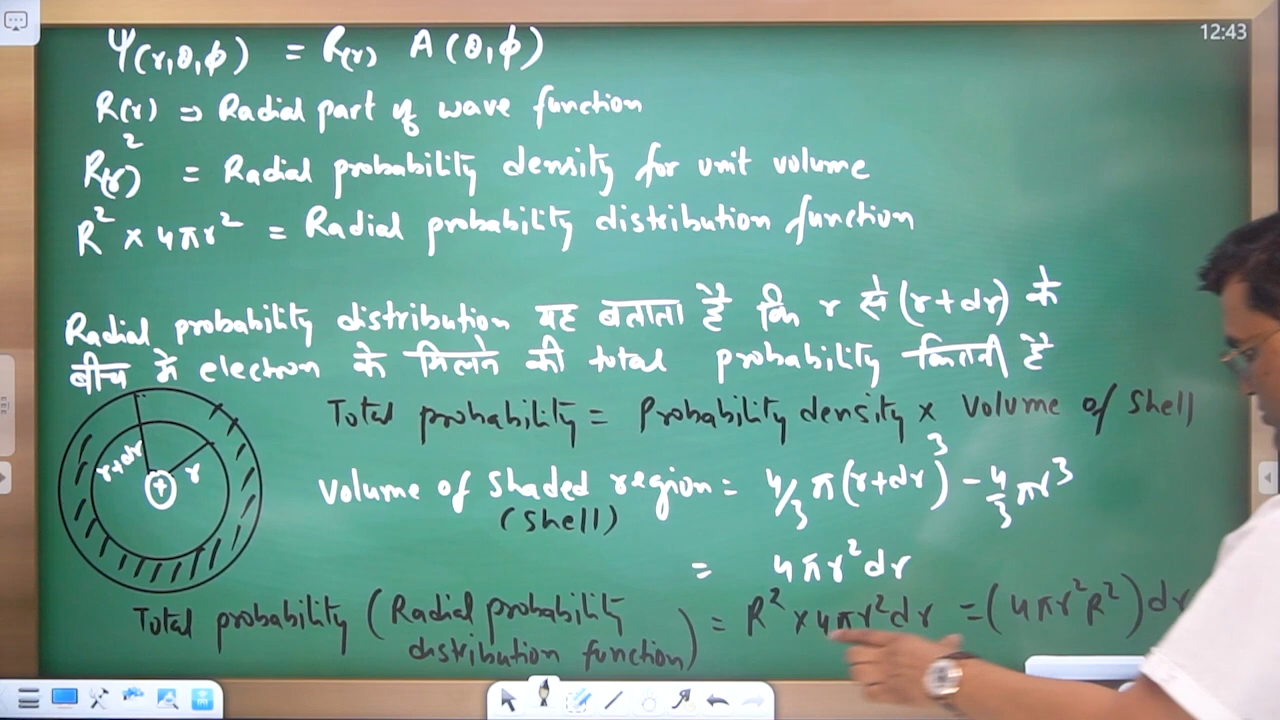 12:43
Ψ(r,θ,φ) = R(r) A(θ,φ)
R(r) ⇒ Radial part of wave function
R(r)² = Radial probability density for unit volume
R² × 4πr² = Radial probability distribution function
Radial probability distribution यह बताता है कि r से (r+dr) के
बीच मे electron के मिलने की total probability कितनी है
Total probability = Probability density × Volume of Shell
r+dr r
+
Volume of Shaded region = 4/3 π(r+dr)³ - 4/3 πr³
(Shell)
= 4πr²dr
Total probability (Radial probability distribution function) = R² × 4πr²dr = (4πr²R²) dr